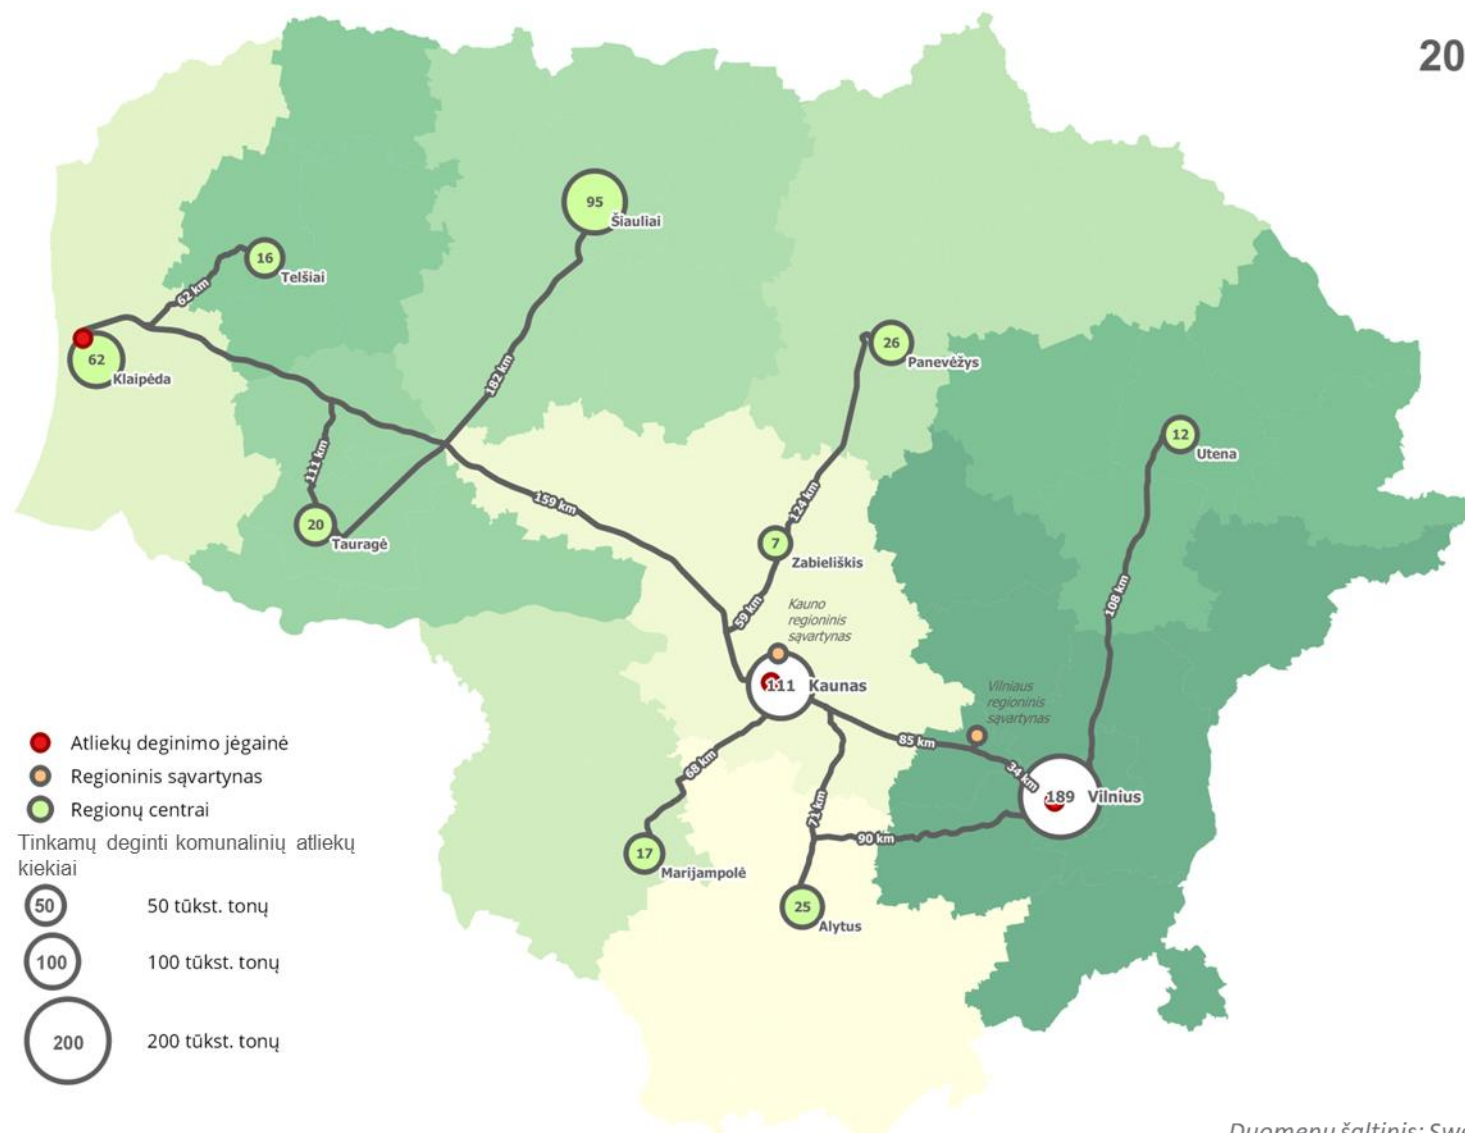 20
95
Šiauliai
16
Telšiai
62 km
62
Klaipėda
182 km
26
Panevėžys
12
Utena
111 km
159 km
124 km
20
Tauragė
7
Zabieliškis
59 km
108 km
Kauno
regioninis
sąvartynas
111 Kaunas
Vilniaus
regioninis
sąvartynas
85 km
68 km
34 km
189 Vilnius
71 km
90 km
17
Marijampolė
25
Alytus
Atliekų deginimo jėgainė
Regioninis sąvartynas
Regionų centrai
Tinkamų deginti komunalinių atliekų
kiekiai
50 50 tūkst. tonų
100 100 tūkst. tonų
200 200 tūkst. tonų